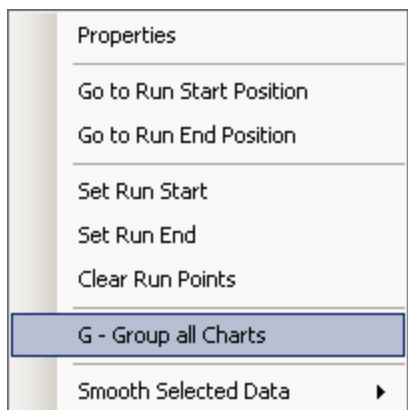 Properties
Go to Run Start Position
Go to Run End Position
Set Run Start
Set Run End
Clear Run Points
G - Group all Charts
Smooth Selected Data